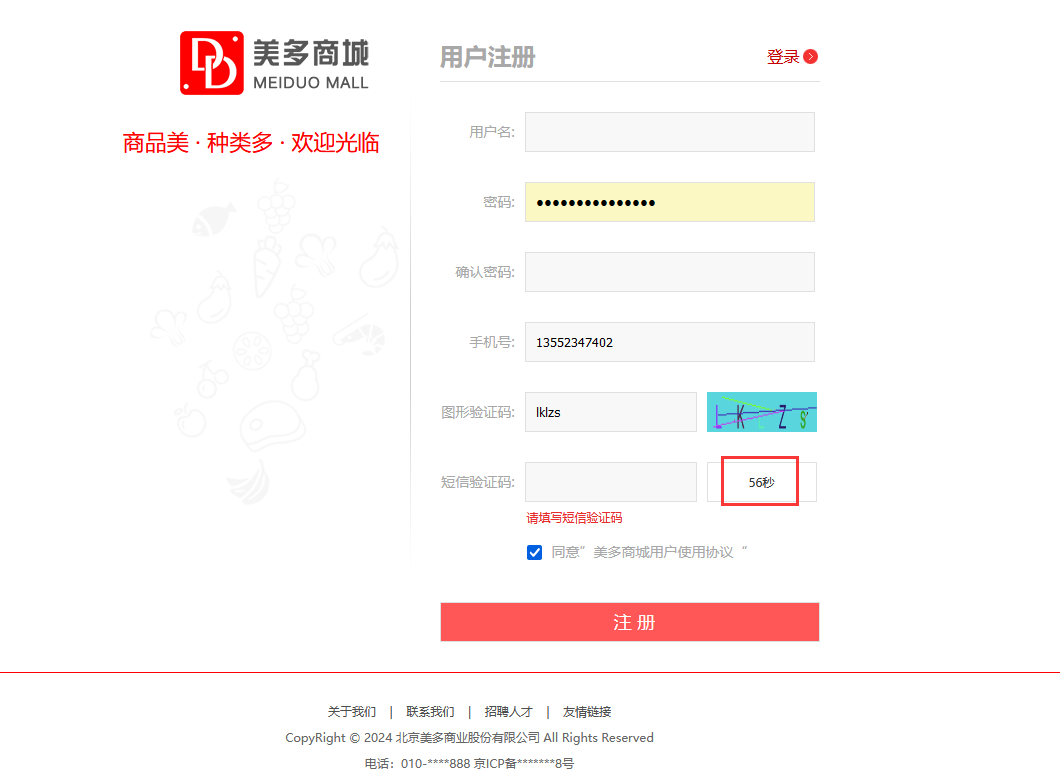 美多商城
MEIDUO MALL
商品美 · 种类多 · 欢迎光临
用户注册
登录
用户名:
密码:
●●●●●●●●●●●●●●●
确认密码:
手机号:
13552347402
图形验证码:
lklzs
L K L Z S
短信验证码:
56秒
请填写短信验证码
同意”美多商城用户使用协议“
注 册
关于我们 | 联系我们 | 招聘人才 | 友情链接
CopyRight © 2024 北京美多商业股份有限公司 All Rights Reserved
电话：010-****888 京ICP备*******8号